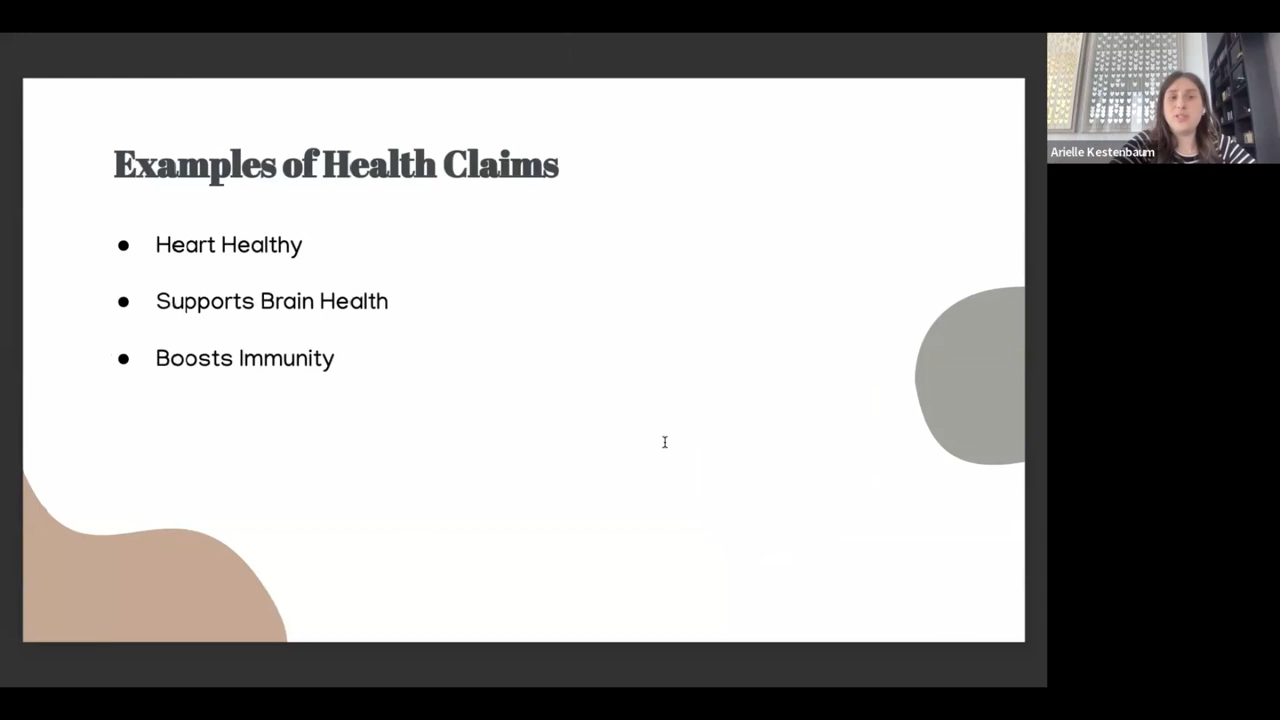 Examples of Health Claims
● Heart Healthy
● Supports Brain Health
● Boosts Immunity
Arielle Kestenbaum